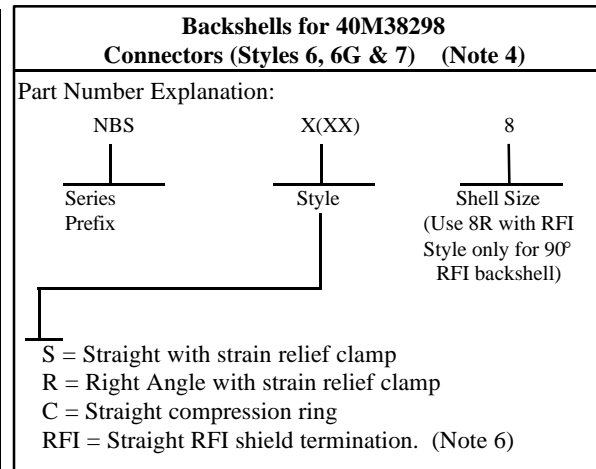 Backshells for 40M38298
Connectors (Styles 6, 6G & 7) (Note 4)
Part Number Explanation:
NBS X(XX) 8
Series Prefix
Style
Shell Size
(Use 8R with RFI
Style only for 90°
RFI backshell)
S = Straight with strain relief clamp
R = Right Angle with strain relief clamp
C = Straight compression ring
RFI = Straight RFI shield termination. (Note 6)